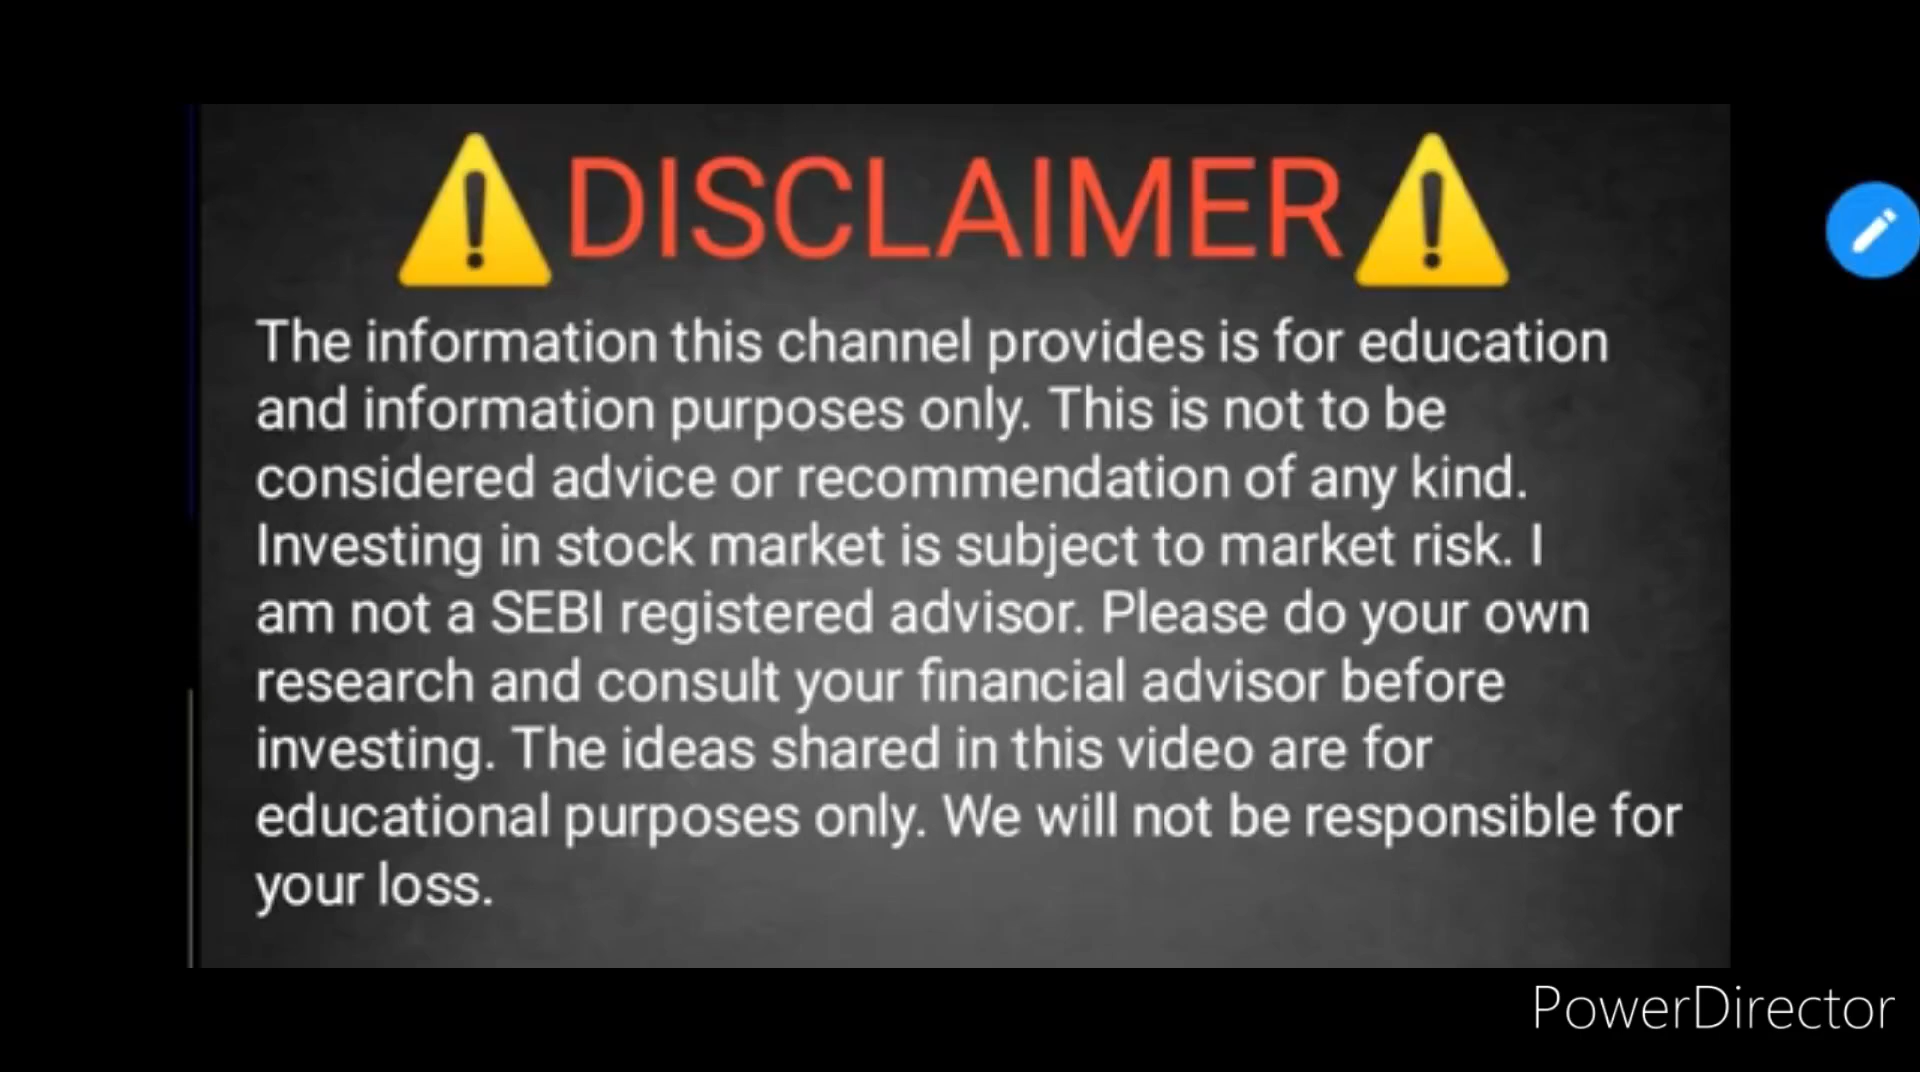 ⚠️DISCLAIMER⚠️
The information this channel provides is for education
and information purposes only. This is not to be
considered advice or recommendation of any kind.
Investing in stock market is subject to market risk. I
am not a SEBI registered advisor. Please do your own
research and consult your financial advisor before
investing. The ideas shared in this video are for
educational purposes only. We will not be responsible for
your loss.
PowerDirector